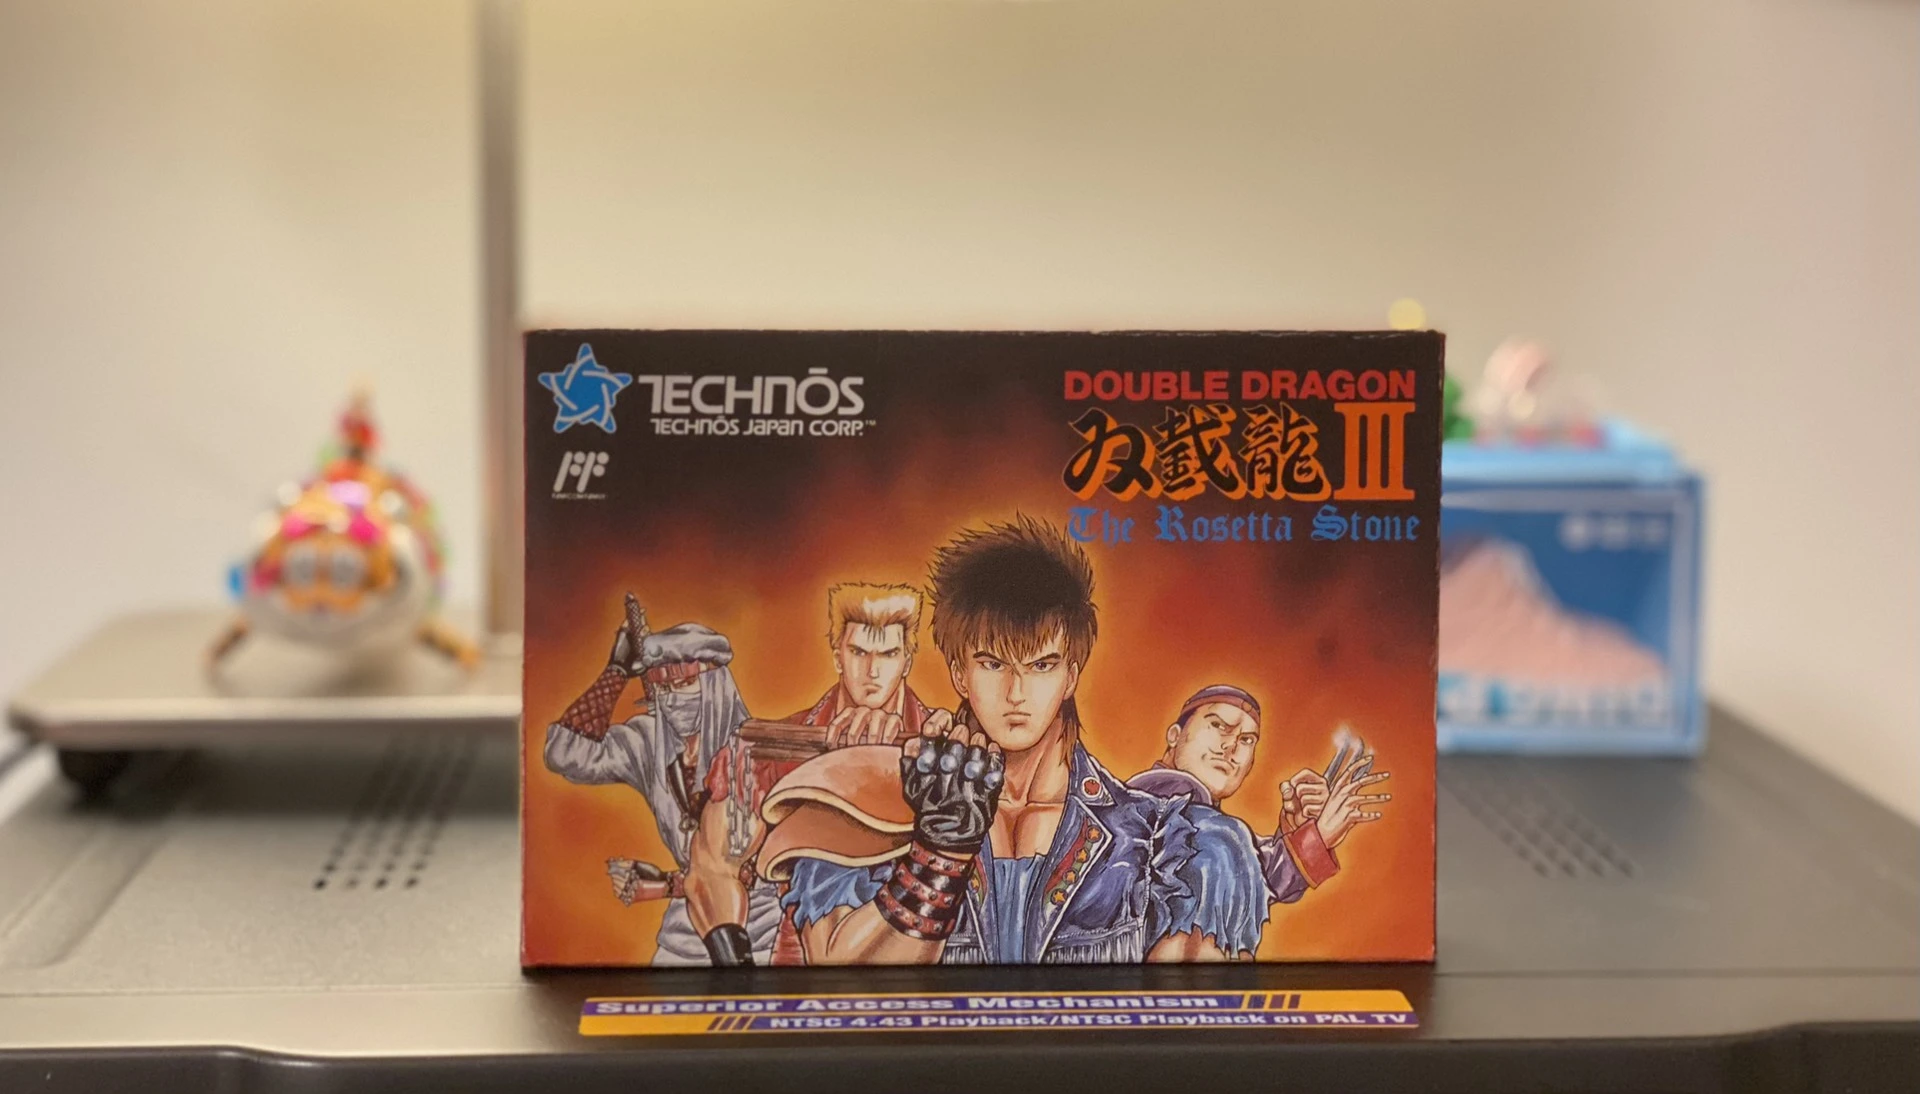 TECHNŌS
TECHNŌS JAPAN CORP.™
DOUBLE DRAGON
双截龍III
The Rosetta Stone
Superior Access Mechanism
NTSC 4.43 Playback/NTSC Playback on PAL TV